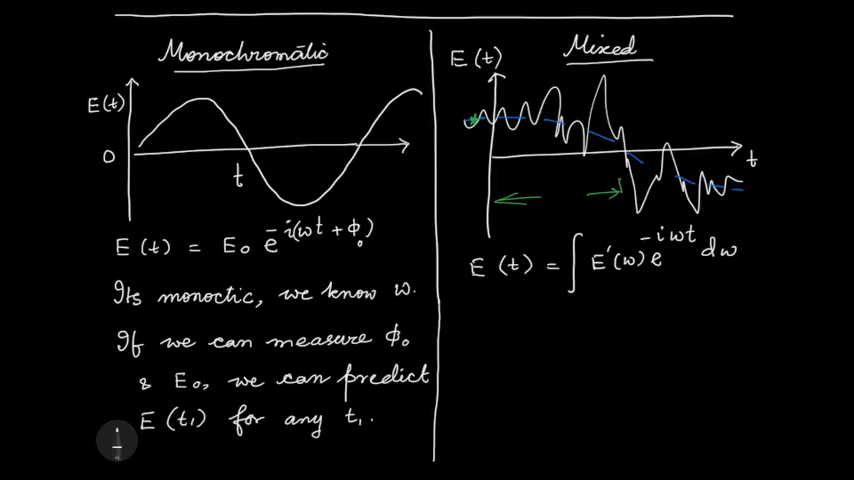 Monochromatic
E(t)
0
t
E(t) = E₀ e^{-i(ωt + φ₀)}
Its monoctic, we know ω.
If we can measure φ₀
& E₀, we can predict
E(t₁) for any t₁.
Mixed
E(t)
t
E(t) = ∫ E'(ω) e^{-iωt} dω